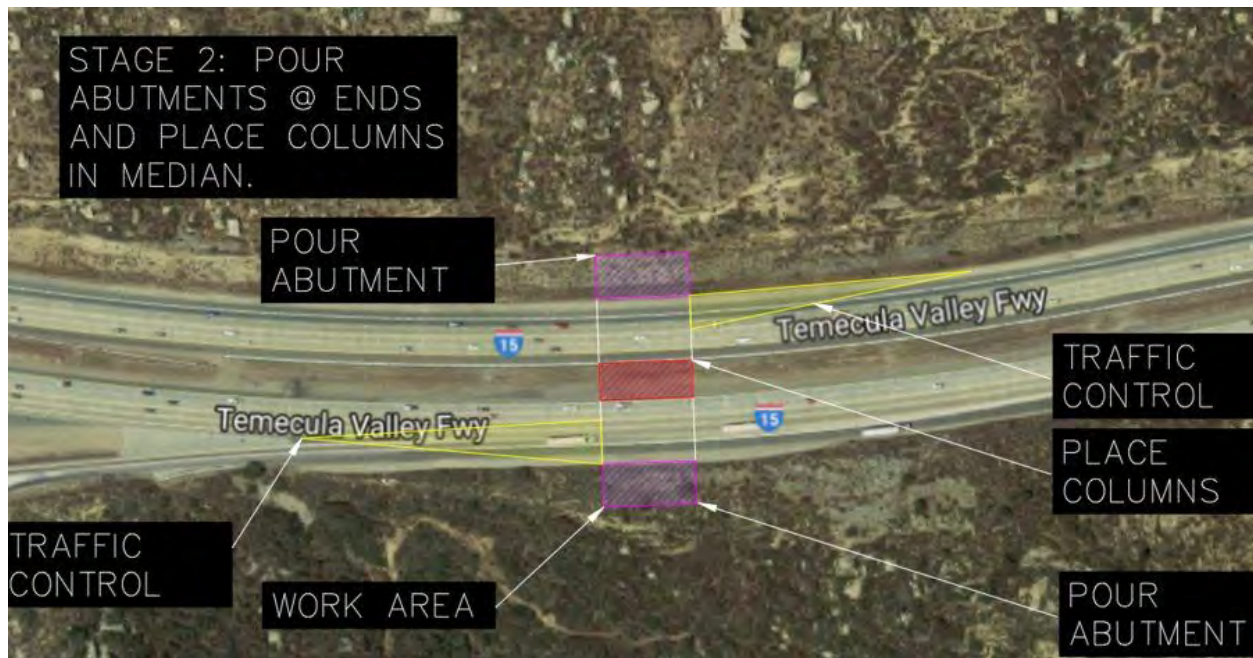 STAGE 2: POUR
ABUTMENTS @ ENDS
AND PLACE COLUMNS
IN MEDIAN.
POUR
ABUTMENT
15
Temecula Valley Fwy
TRAFFIC
CONTROL
Temecula Valley Fwy
15
PLACE
COLUMNS
TRAFFIC
CONTROL
WORK AREA
POUR
ABUTMENT